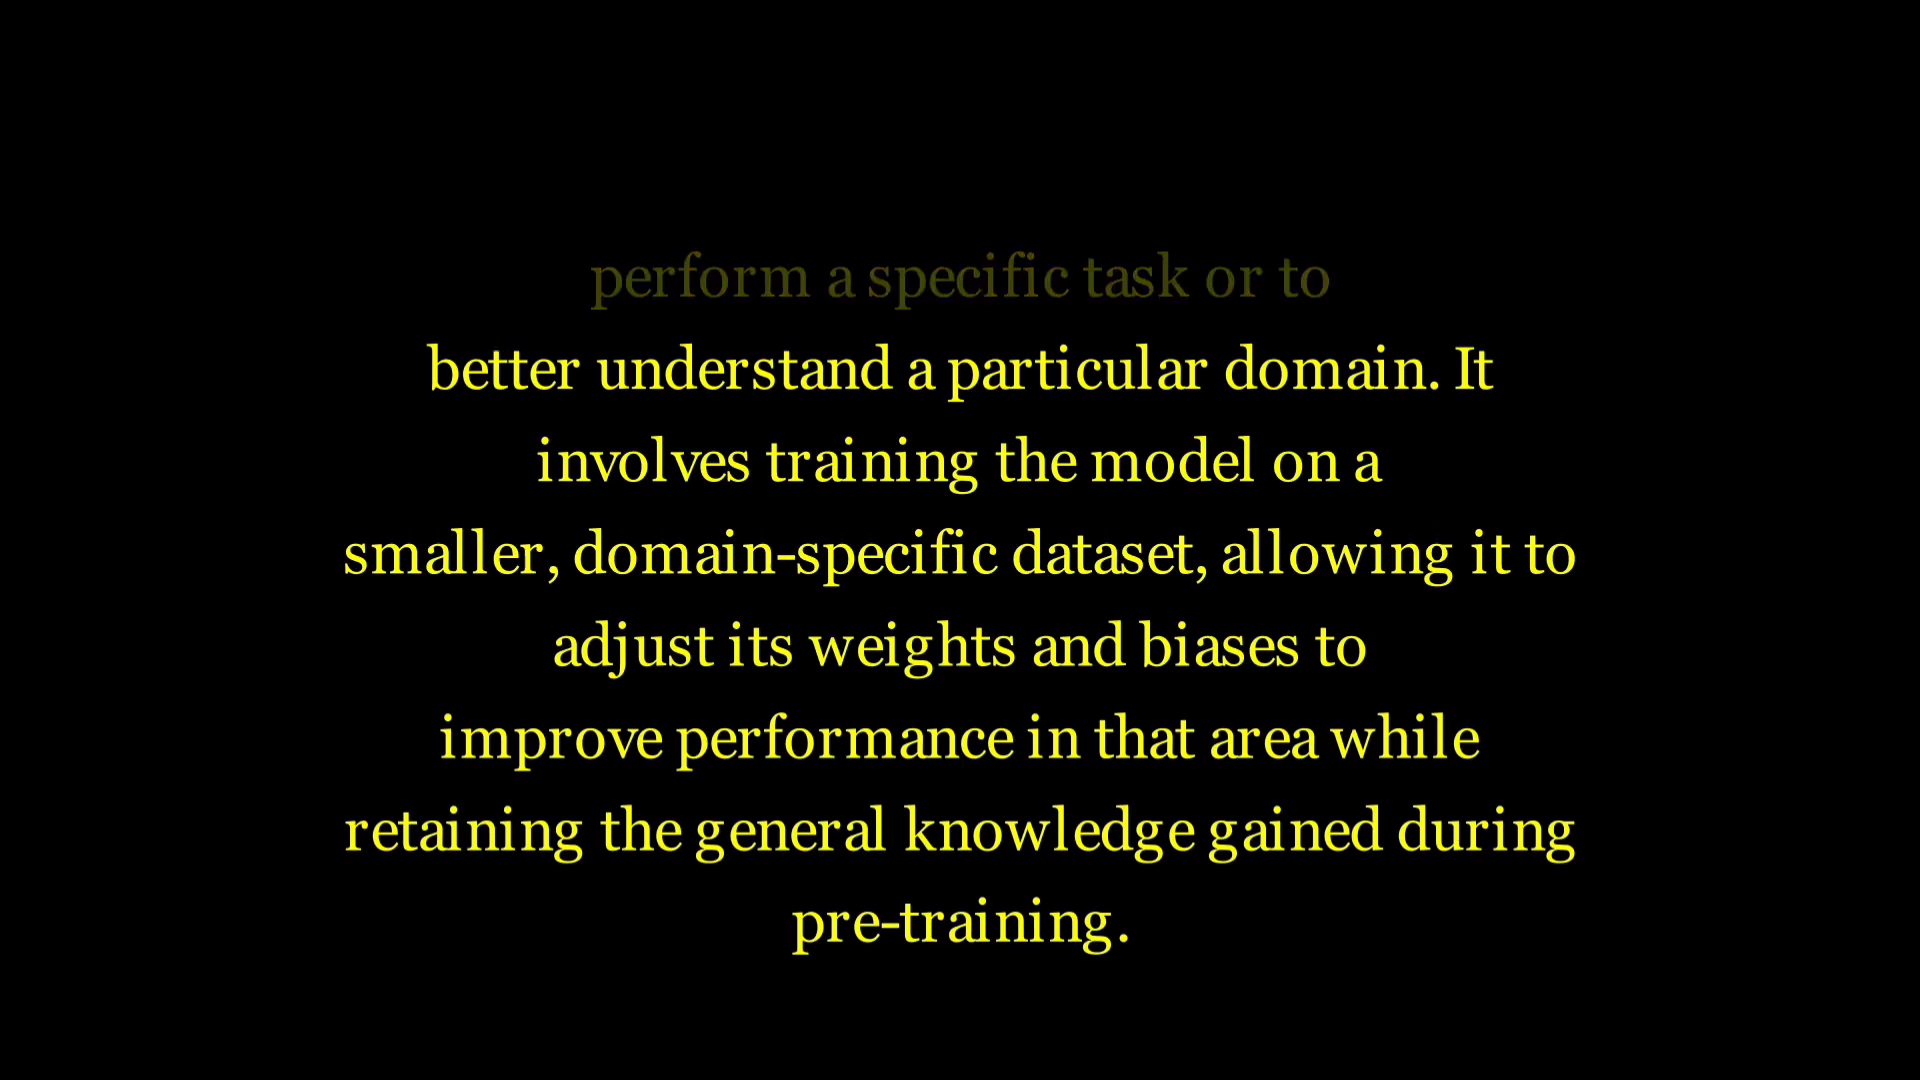 perform a specific task or to
better understand a particular domain. It
involves training the model on a
smaller, domain-specific dataset, allowing it to
adjust its weights and biases to
improve performance in that area while
retaining the general knowledge gained during
pre-training.